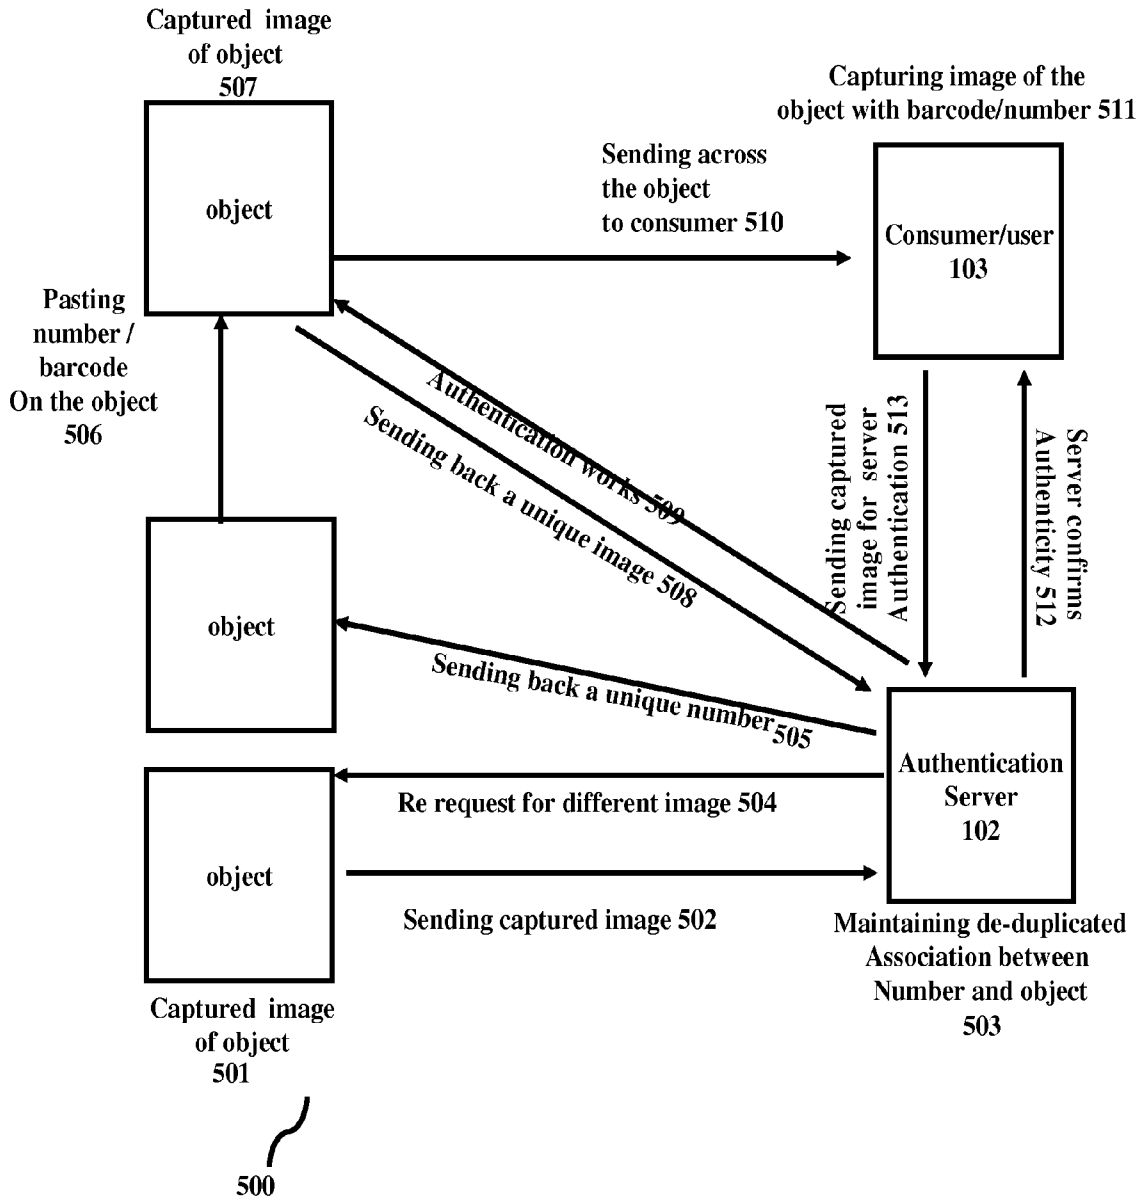 Captured image
of object
507
object
Capturing image of the
object with barcode/number 511
Sending across
the object
to consumer 510
Consumer/user
103
Pasting
number /
barcode
On the object
506
Authentication works 509
Sending back a unique image 508
Sending captured
image for server
Authentication 513
Server confirms
Authenticity 512
object
Sending back a unique number 505
Re request for different image 504
object
Sending captured image 502
Authentication
Server
102
Maintaining de-duplicated
Association between
Number and object
503
Captured image
of object
501
500